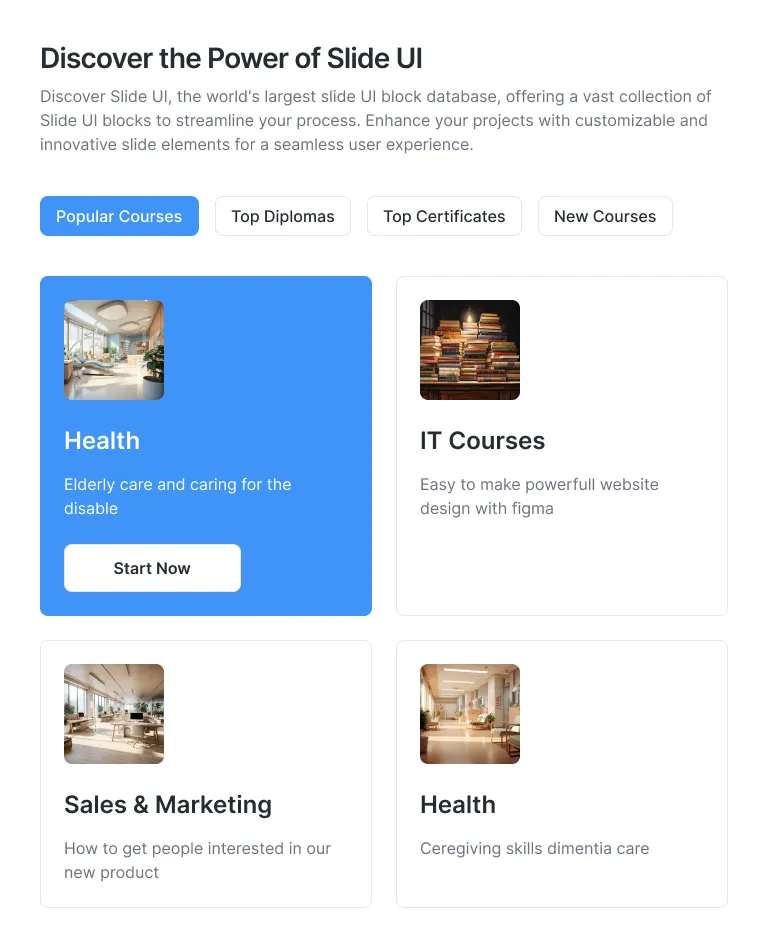 Discover the Power of Slide UI
Discover Slide UI, the world's largest slide UI block database, offering a vast collection of
Slide UI blocks to streamline your process. Enhance your projects with customizable and
innovative slide elements for a seamless user experience.
Popular Courses
Top Diplomas
Top Certificates
New Courses
Health
Elderly care and caring for the
disable
Start Now
IT Courses
Easy to make powerfull website
design with figma
Sales & Marketing
How to get people interested in our
new product
Health
Ceregiving skills dimentia care